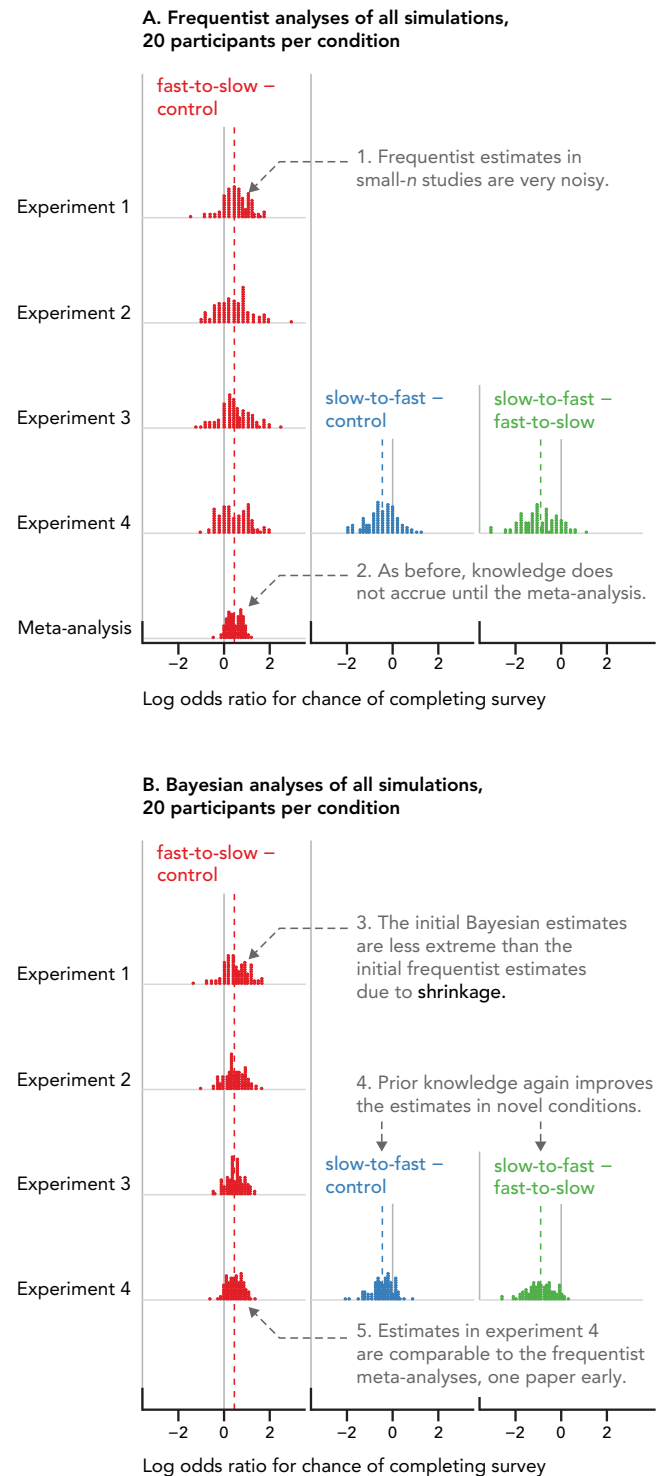 A. Frequentist analyses of all simulations,
20 participants per condition
fast-to-slow –
control
1. Frequentist estimates in
small-n studies are very noisy.
Experiment 1
Experiment 2
Experiment 3
slow-to-fast –
control
slow-to-fast –
fast-to-slow
Experiment 4
2. As before, knowledge does
not accrue until the meta-analysis.
Meta-analysis
−2 0 2 −2 0 2 −2 0 2
Log odds ratio for chance of completing survey
B. Bayesian analyses of all simulations,
20 participants per condition
fast-to-slow –
control
3. The initial Bayesian estimates
are less extreme than the
initial frequentist estimates
due to shrinkage.
Experiment 1
Experiment 2
4. Prior knowledge again improves
the estimates in novel conditions.
Experiment 3
slow-to-fast –
control
slow-to-fast –
fast-to-slow
Experiment 4
5. Estimates in experiment 4
are comparable to the frequentist
meta-analyses, one paper early.
−2 0 2 −2 0 2 −2 0 2
Log odds ratio for chance of completing survey